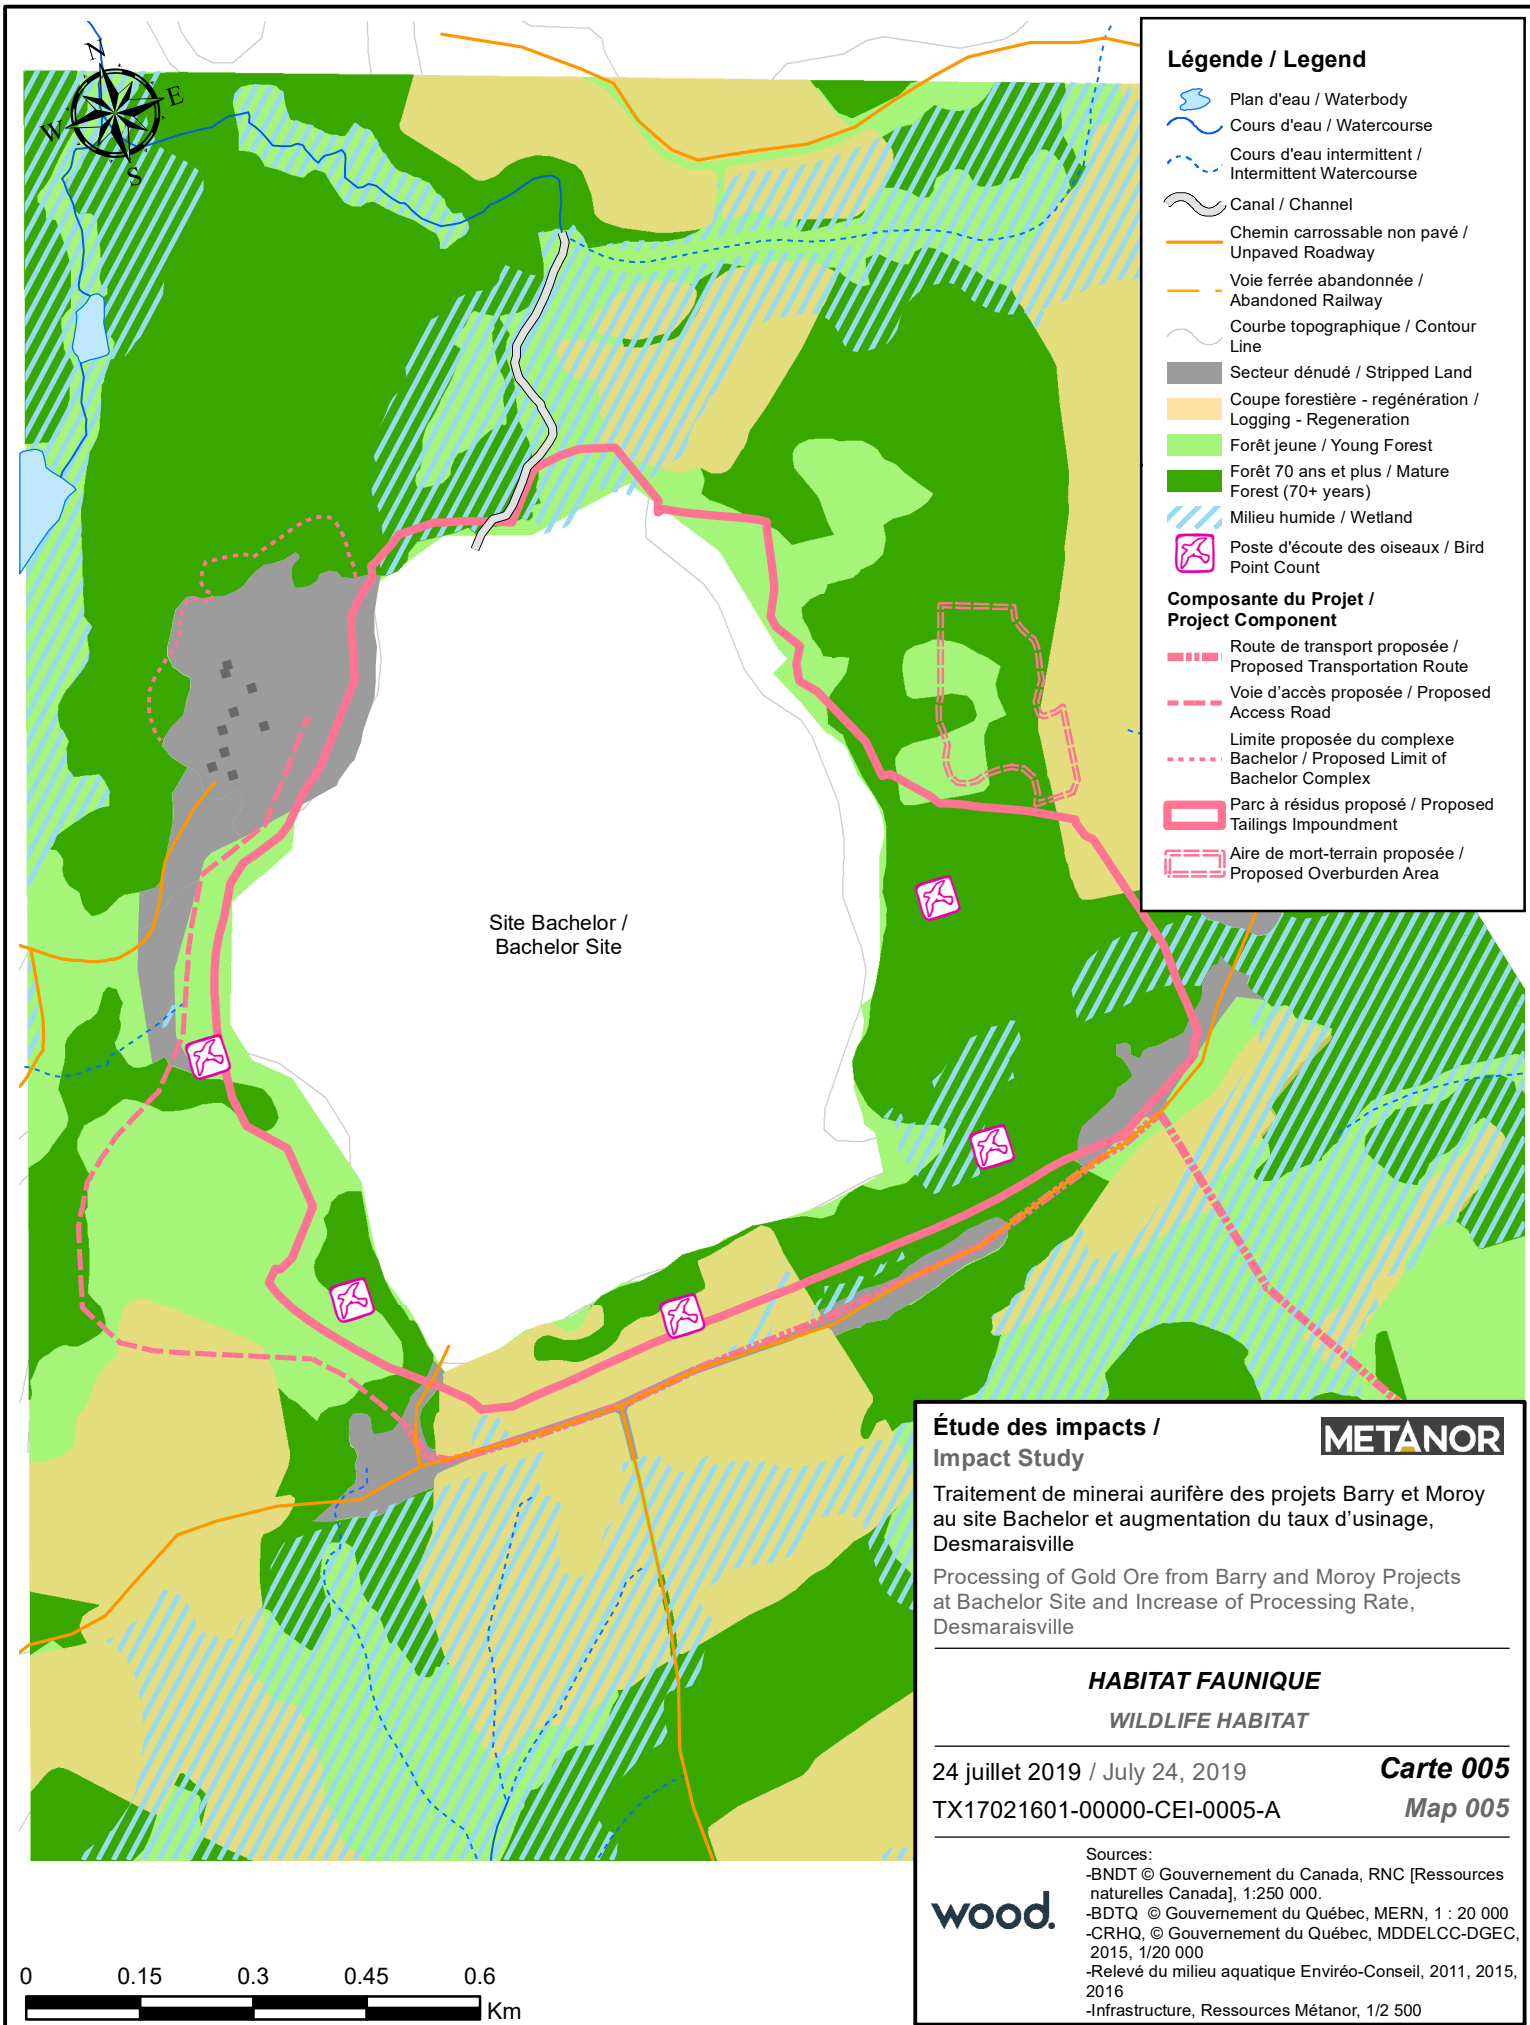 N
E
W
S
Légende / Legend
Plan d'eau / Waterbody
Cours d'eau / Watercourse
Cours d'eau intermittent /
Intermittent Watercourse
Canal / Channel
Chemin carrossable non pavé /
Unpaved Roadway
Voie ferrée abandonnée /
Abandoned Railway
Courbe topographique / Contour
Line
Secteur dénudé / Stripped Land
Coupe forestière - regénération /
Logging - Regeneration
Forêt jeune / Young Forest
Forêt 70 ans et plus / Mature
Forest (70+ years)
Milieu humide / Wetland
Poste d'écoute des oiseaux / Bird
Point Count
Composante du Projet /
Project Component
Route de transport proposée /
Proposed Transportation Route
Voie d'accès proposée / Proposed
Access Road
Limite proposée du complexe
Bachelor / Proposed Limit of
Bachelor Complex
Parc à résidus proposé / Proposed
Tailings Impoundment
Aire de mort-terrain proposée /
Proposed Overburden Area
Site Bachelor /
Bachelor Site
Étude des impacts /
Impact Study
METANOR
Traitement de minerai aurifère des projets Barry et Moroy
au site Bachelor et augmentation du taux d'usinage,
Desmaraisville
Processing of Gold Ore from Barry and Moroy Projects
at Bachelor Site and Increase of Processing Rate,
Desmaraisville
HABITAT FAUNIQUE
WILDLIFE HABITAT
24 juillet 2019 / July 24, 2019
Carte 005
TX17021601-00000-CEI-0005-A
Map 005
wood.
Sources:
-BNDT © Gouvernement du Canada, RNC [Ressources
naturelles Canada], 1:250 000.
-BDTQ © Gouvernement du Québec, MERN, 1 : 20 000
-CRHQ, © Gouvernement du Québec, MDDELCC-DGEC,
2015, 1/20 000
-Relevé du milieu aquatique Enviréo-Conseil, 2011, 2015,
2016
-Infrastructure, Ressources Métanor, 1/2 500
0 0.15 0.3 0.45 0.6
Km